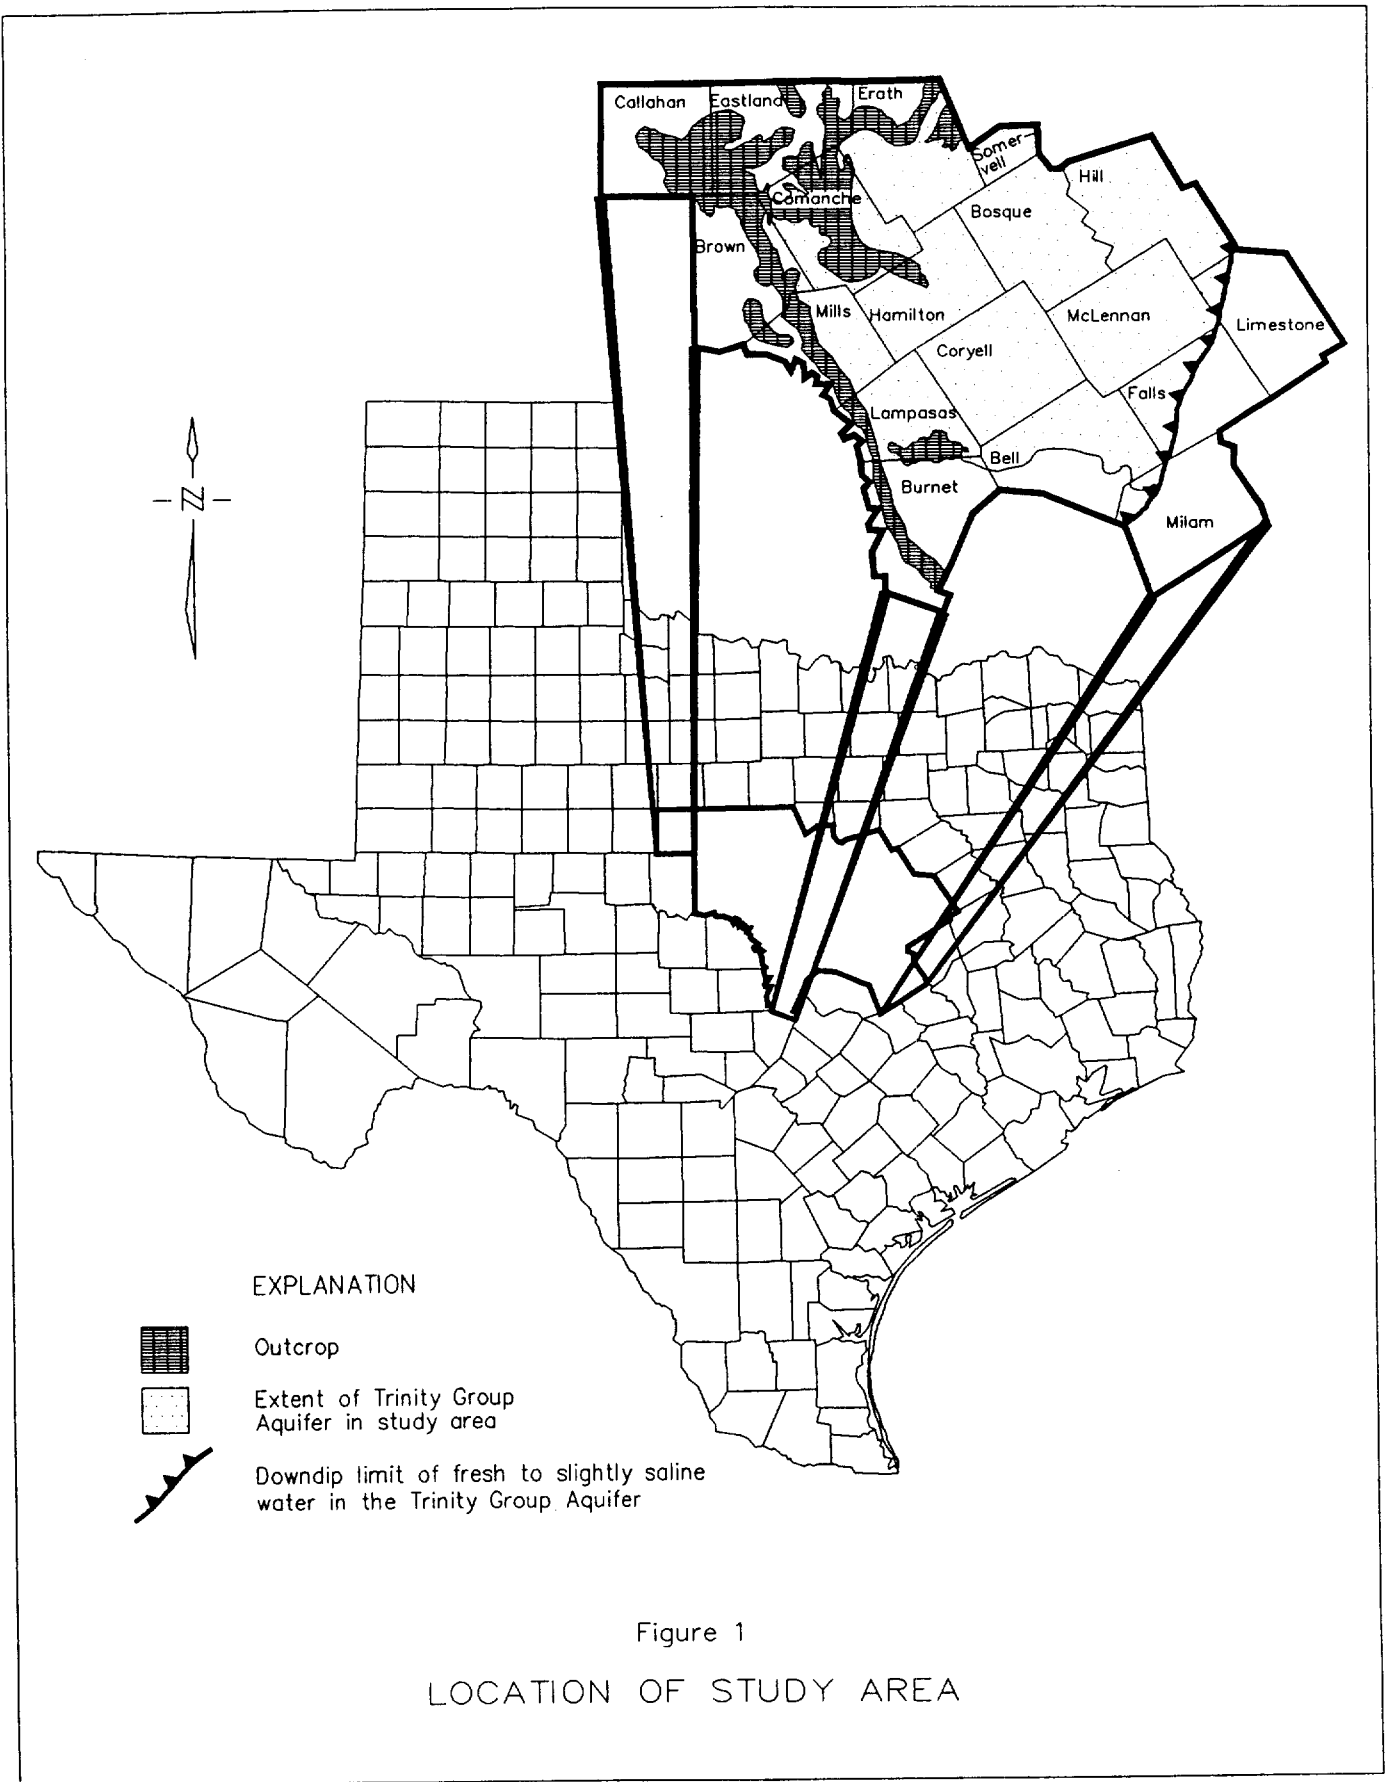 Callahan
Eastland
Erath
Somer-
vell
Hill
Comanche
Bosque
Brown
Mills
Hamilton
McLennan
Limestone
Coryell
Falls
Lampasas
Bell
Burnet
Milam
N
EXPLANATION
Outcrop
Extent of Trinity Group
Aquifer in study area
Downdip limit of fresh to slightly saline
water in the Trinity Group Aquifer
Figure 1
LOCATION OF STUDY AREA